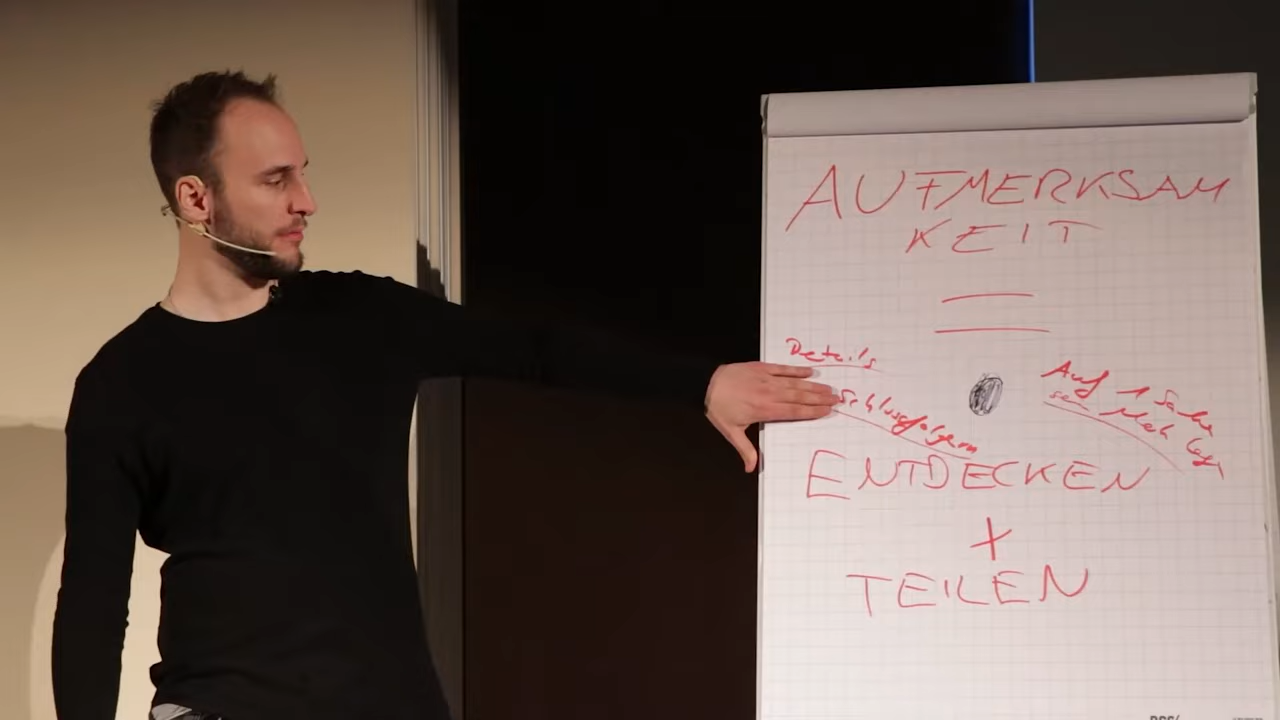 AUFMERKSAM
KEIT
=
Details
Schlussfolgern
Auf 1 Sache
ENTDECKEN
+
TEILEN